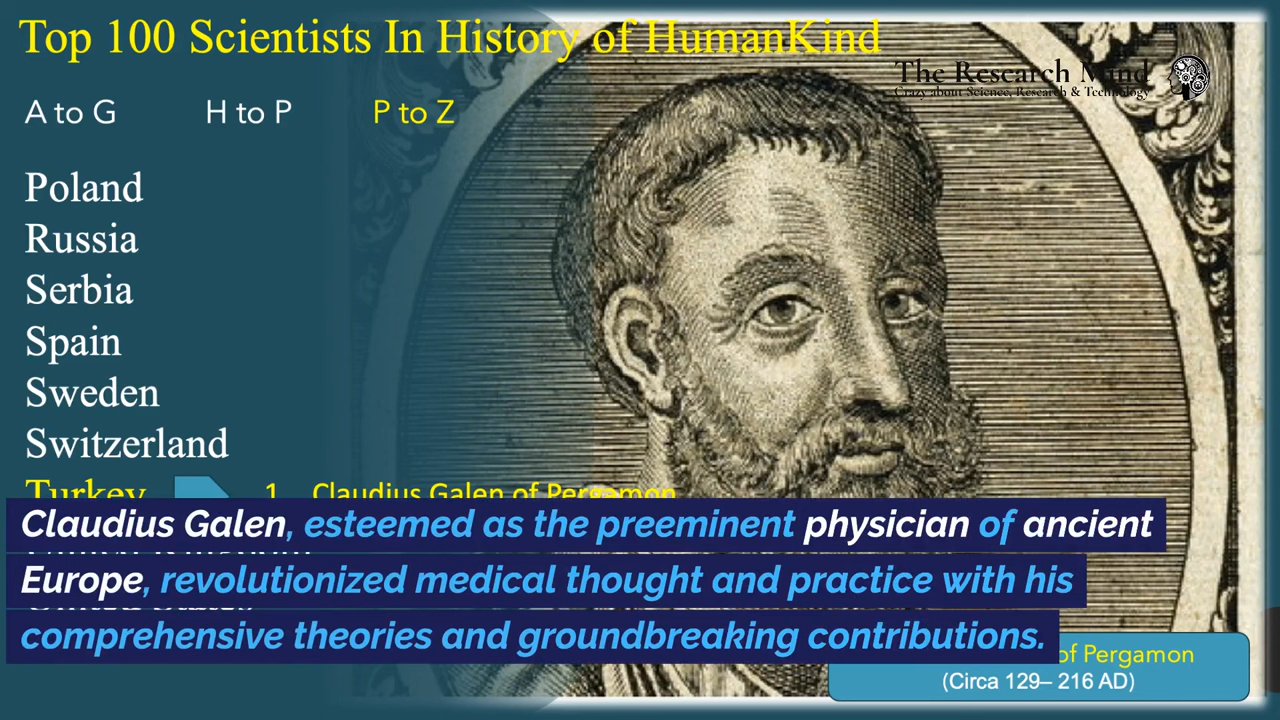 Top 100 Scientists In History of HumanKind
The Research Mind
Crazy about Science, Research & Technology
A to G H to P P to Z
Poland
Russia
Serbia
Spain
Sweden
Switzerland
Turkey 1. Claudius Galen of Pergamon
Claudius Galen, esteemed as the preeminent physician of ancient
Europe, revolutionized medical thought and practice with his
comprehensive theories and groundbreaking contributions.
of Pergamon
(Circa 129– 216 AD)